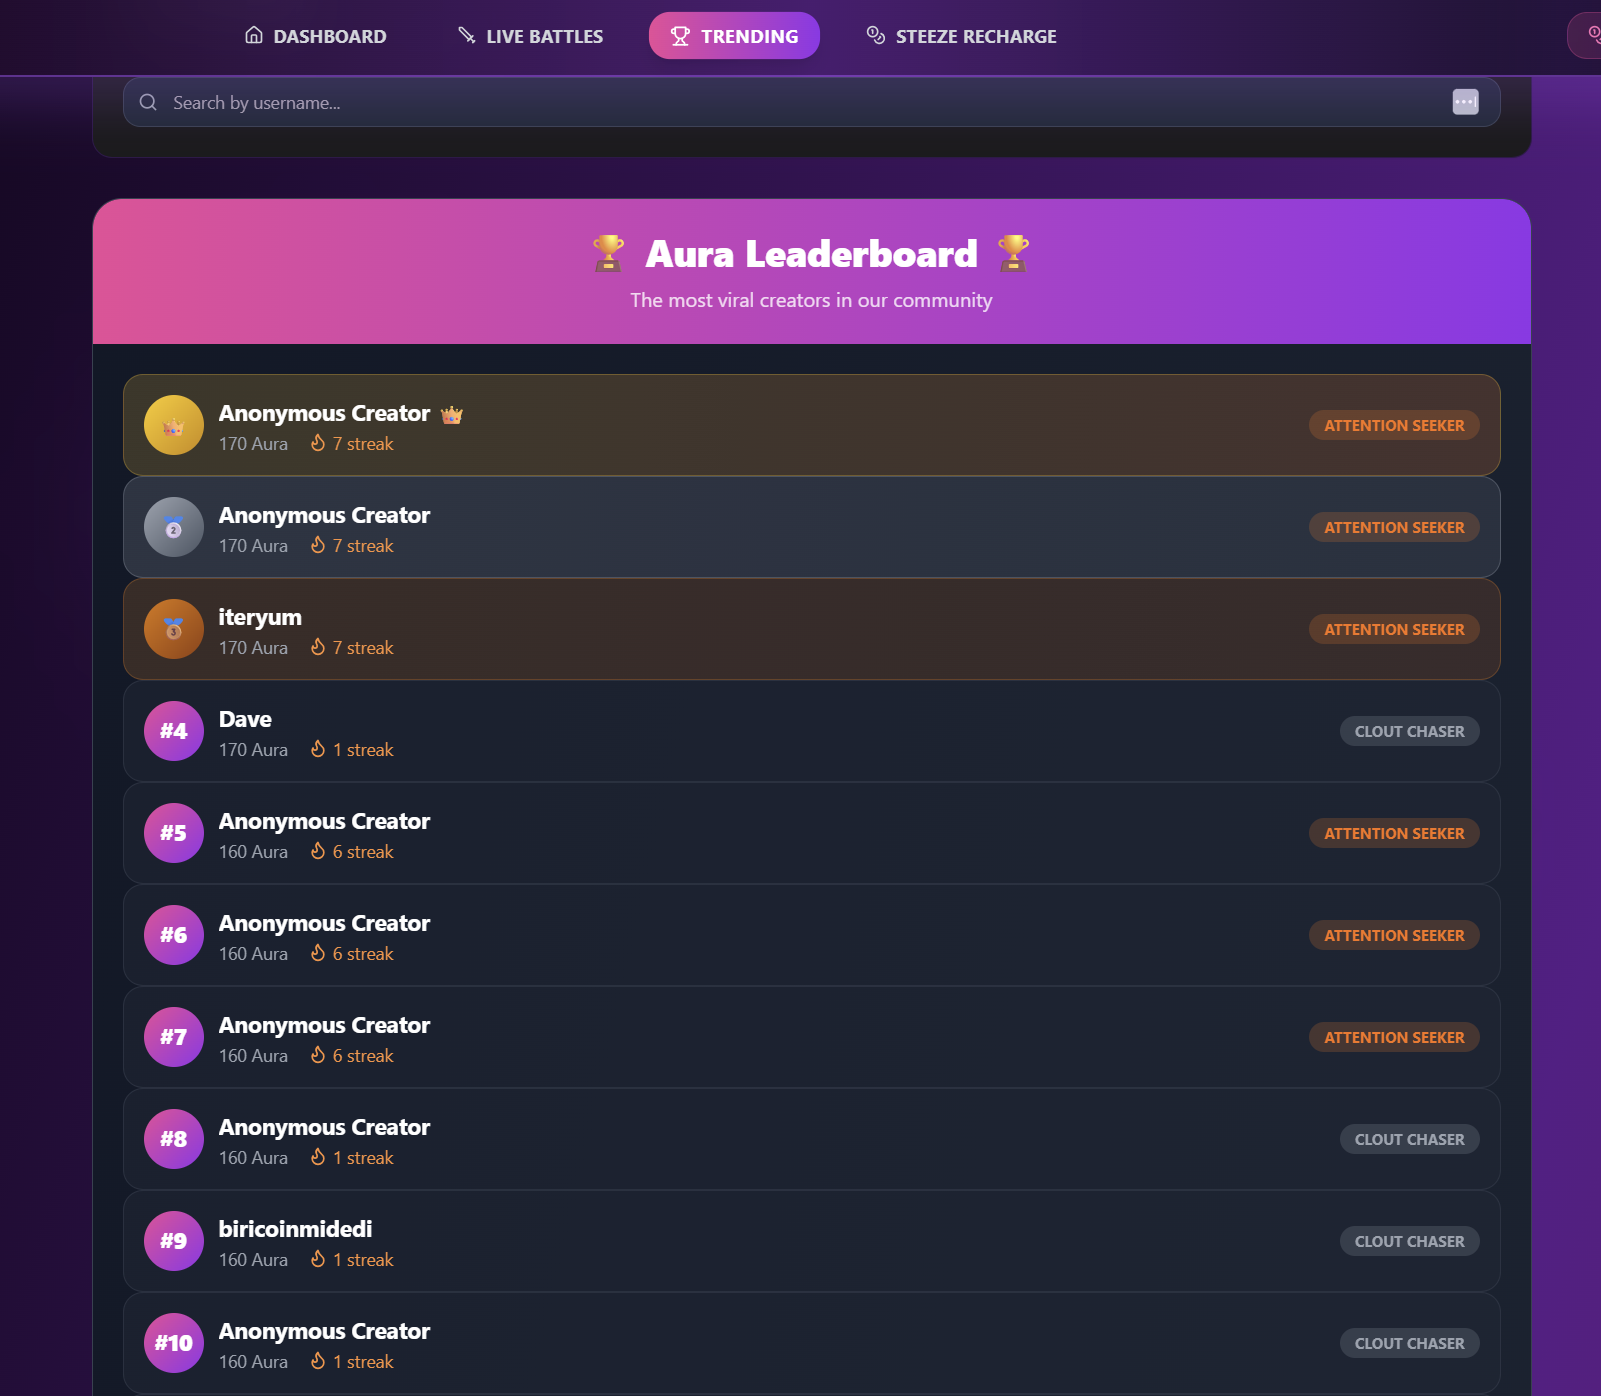 DASHBOARD LIVE BATTLES TRENDING STEEZE RECHARGE
Search by username...
Aura Leaderboard
The most viral creators in our community
Anonymous Creator
170 Aura 7 streak
ATTENTION SEEKER
2
Anonymous Creator
170 Aura 7 streak
ATTENTION SEEKER
3
iteryum
170 Aura 7 streak
ATTENTION SEEKER
#4
Dave
170 Aura 1 streak
CLOUT CHASER
#5
Anonymous Creator
160 Aura 6 streak
ATTENTION SEEKER
#6
Anonymous Creator
160 Aura 6 streak
ATTENTION SEEKER
#7
Anonymous Creator
160 Aura 6 streak
ATTENTION SEEKER
#8
Anonymous Creator
160 Aura 1 streak
CLOUT CHASER
#9
biricoinmidedi
160 Aura 1 streak
CLOUT CHASER
#10
Anonymous Creator
160 Aura 1 streak
CLOUT CHASER